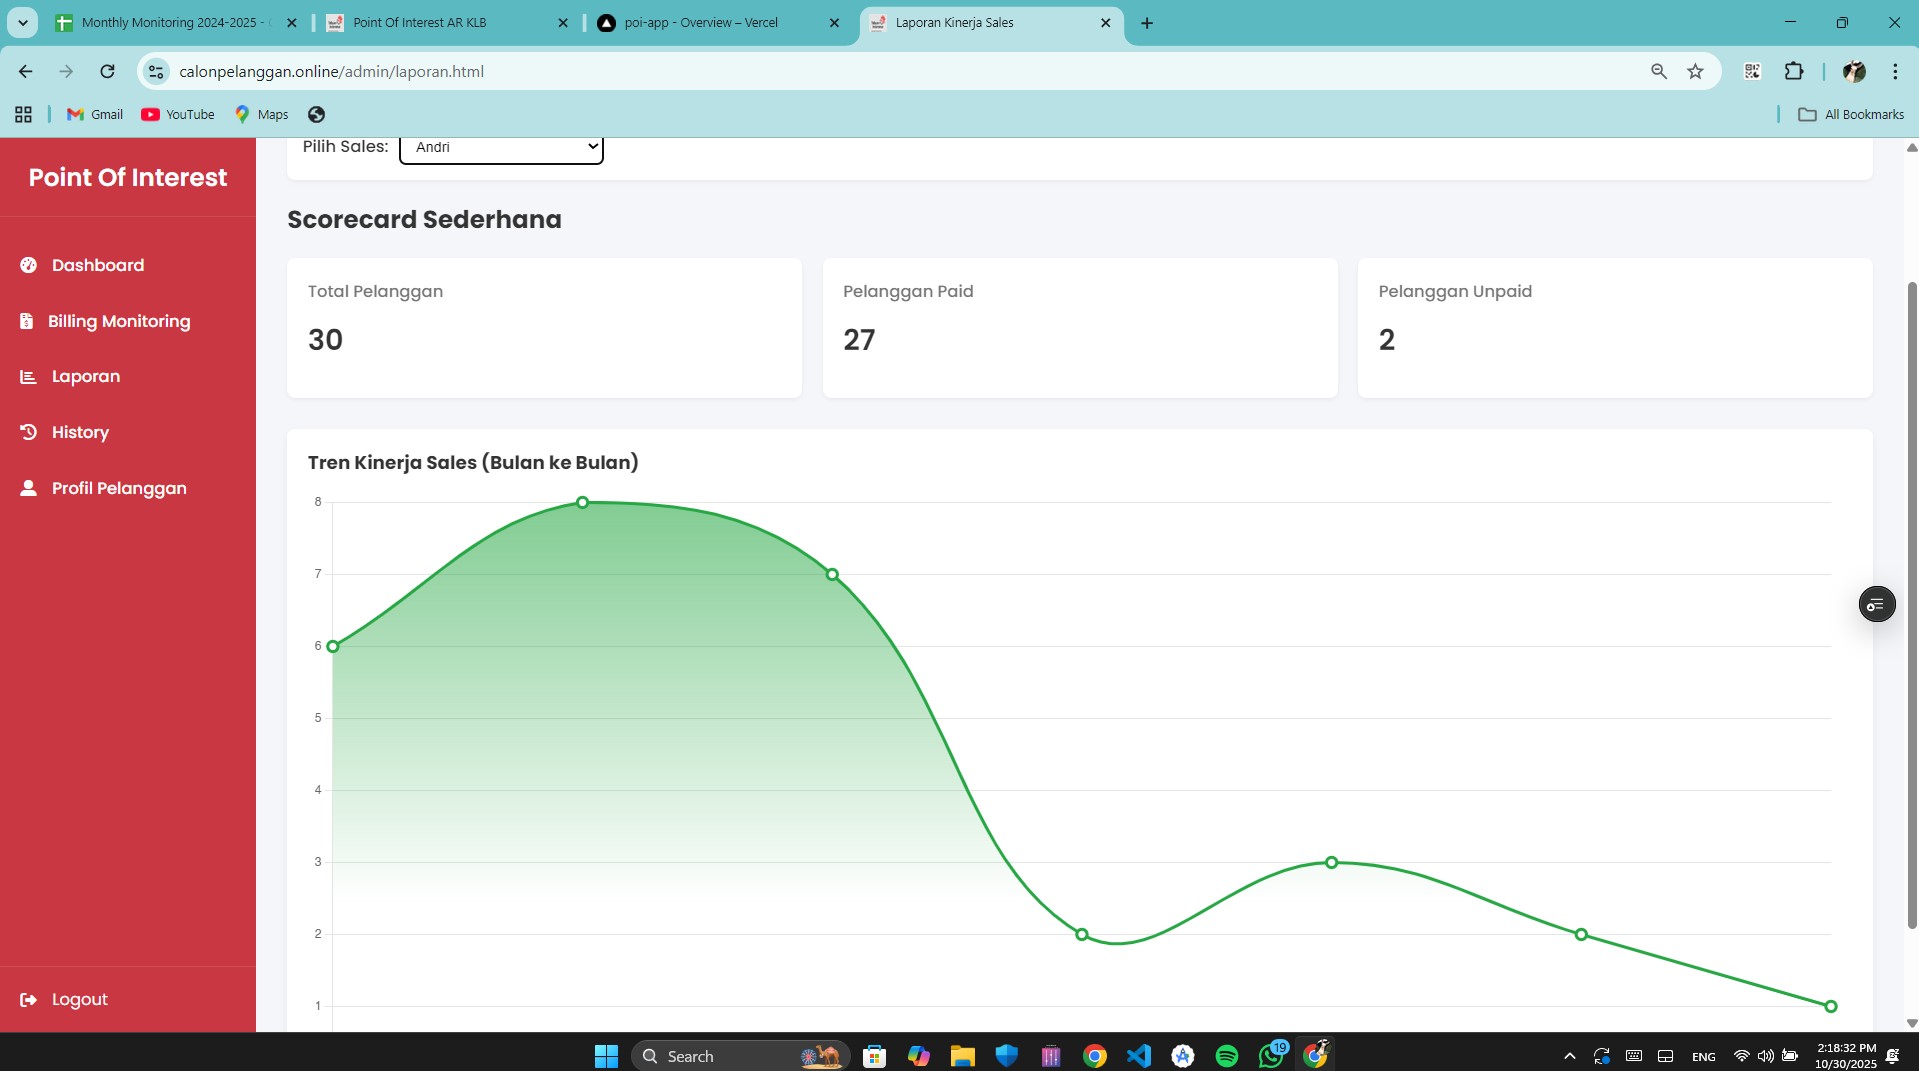 Monthly Monitoring 2024-2025 -
Point Of Interest AR KLB
poi-app - Overview – Vercel
Laporan Kinerja Sales
calonpelanggan.online/admin/laporan.html
Gmail
YouTube
Maps
All Bookmarks
Point Of Interest
Dashboard
Billing Monitoring
Laporan
History
Profil Pelanggan
Logout
Pilih Sales:
Andri
Scorecard Sederhana
Total Pelanggan
30
Pelanggan Paid
27
Pelanggan Unpaid
2
Tren Kinerja Sales (Bulan ke Bulan)
8
7
6
5
4
3
2
1
Search
19
ENG
2:18:32 PM
10/30/2025